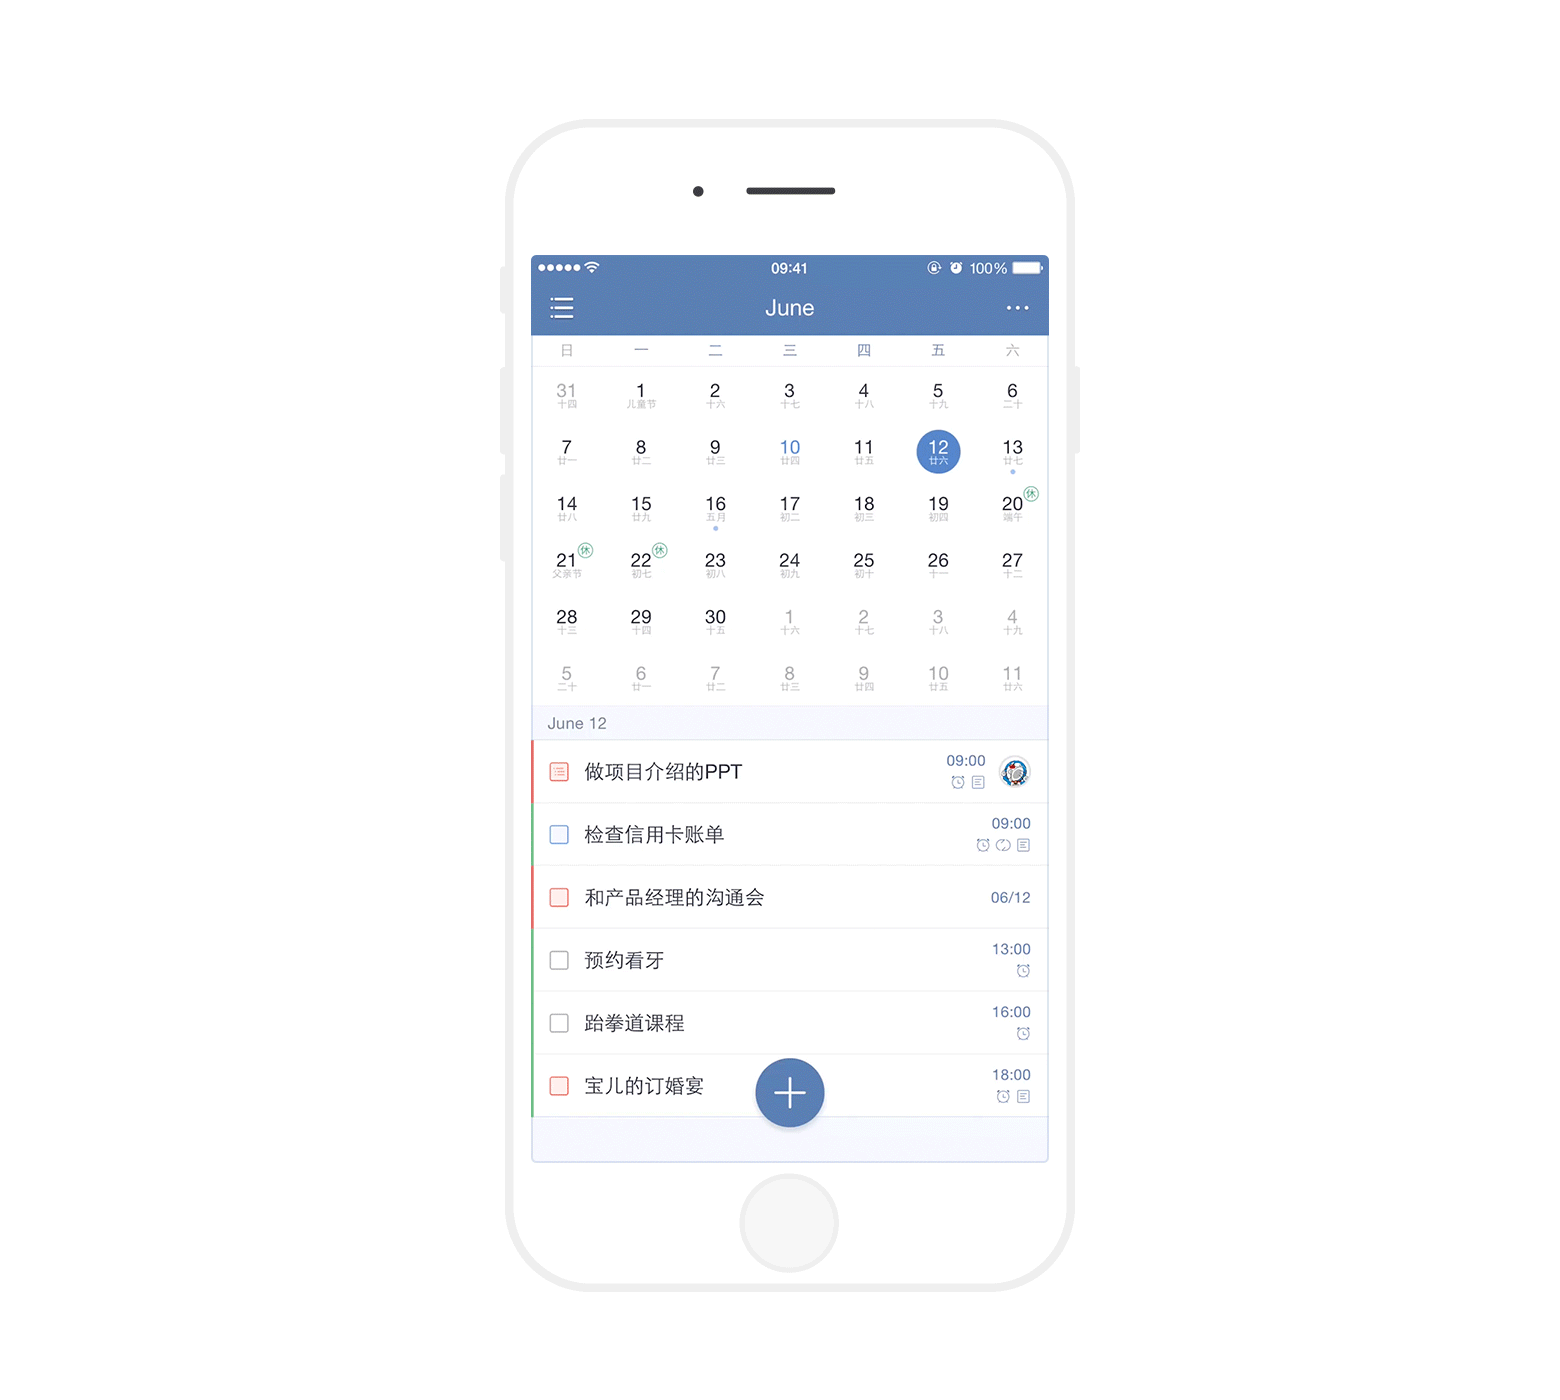 09:41 100%
June
日 一 二 三 四 五 六
31 1 2 3 4 5 6
十四 儿童节 十六 十七 十八 十九 二十
7 8 9 10 11 12 13
廿一 廿二 廿三 廿四 廿五 廿六 廿七
14 15 16 17 18 19 20 休
廿八 廿九 五月 初二 初三 初四 端午
21 休 22 休 23 24 25 26 27
父亲节 初七 初八 初九 初十 十一 十二
28 29 30 1 2 3 4
十三 十四 十五 十六 十七 十八 十九
5 6 7 8 9 10 11
二十 廿一 廿二 廿三 廿四 廿五 廿六
June 12
做项目介绍的PPT 09:00
检查信用卡账单 09:00
和产品经理的沟通会 06/12
预约看牙 13:00
跆拳道课程 16:00
宝儿的订婚宴 18:00